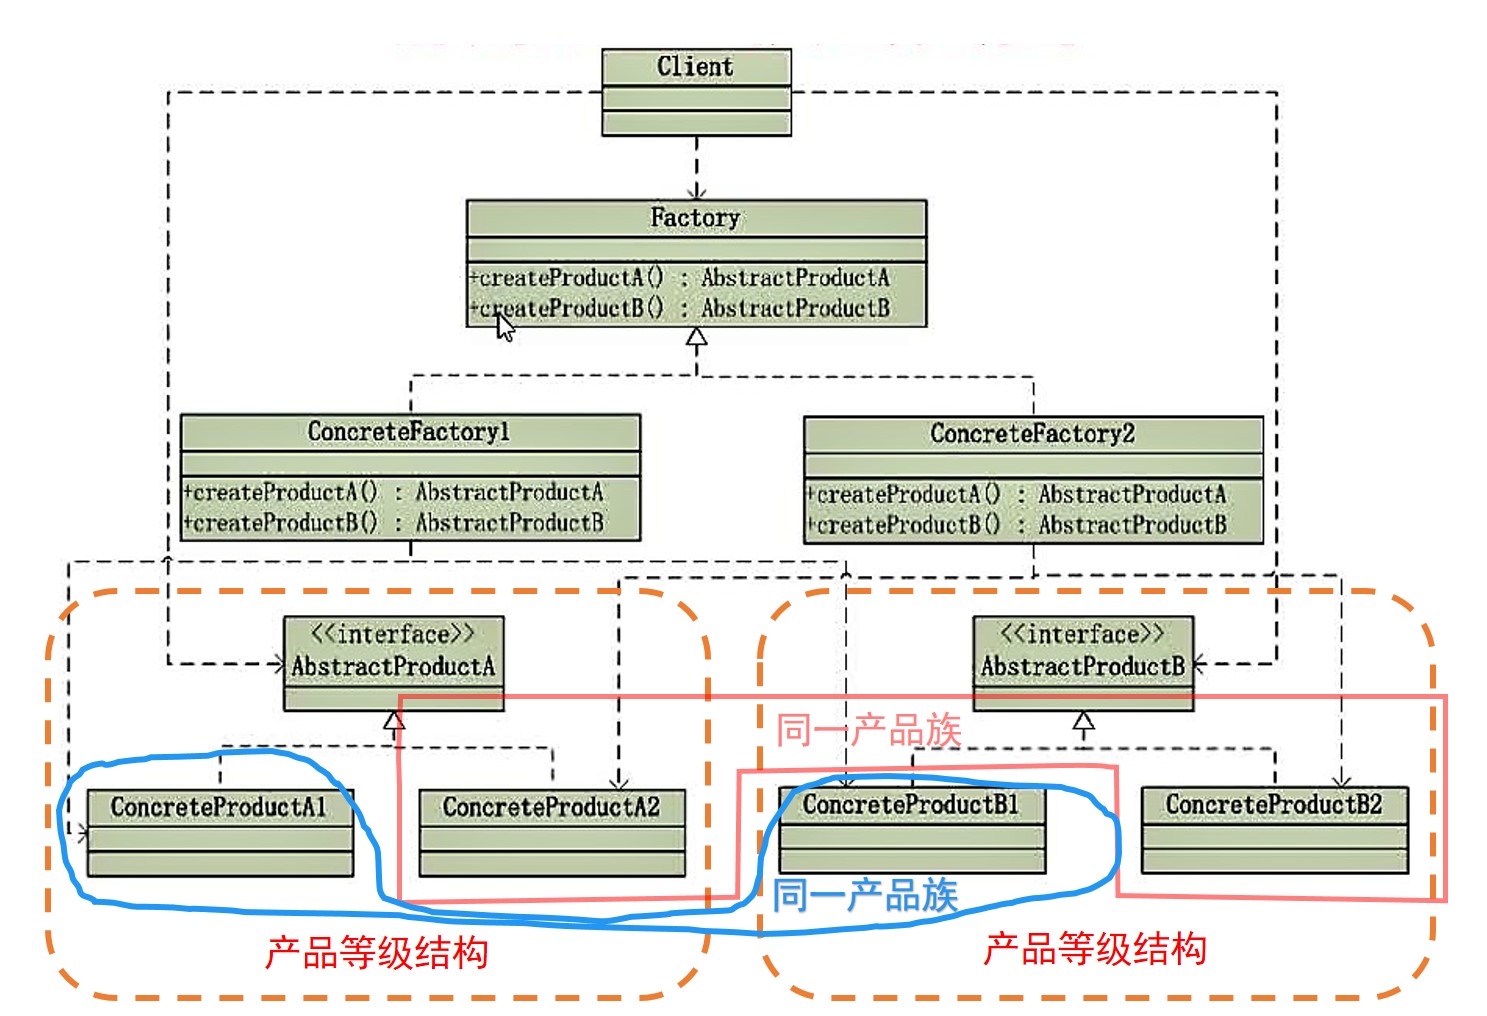 Client
Factory
+createProductA() : AbstractProductA
+createProductB() : AbstractProductB
ConcreteFactory1
+createProductA() : AbstractProductA
+createProductB() : AbstractProductB
ConcreteFactory2
+createProductA() : AbstractProductA
+createProductB() : AbstractProductB
<<interface>>
AbstractProductA
<<interface>>
AbstractProductB
同一产品族
ConcreteProductA1
ConcreteProductA2
ConcreteProductB1
ConcreteProductB2
同一产品族
产品等级结构
产品等级结构